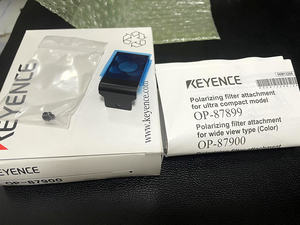 KEYENCE
www.keyence.com
OP-87900
KEYENCE
Polarizing filter attachment
for ultra compact model
OP-87899
Polarizing filter attachment
for wide view type (Color)
OP-87900